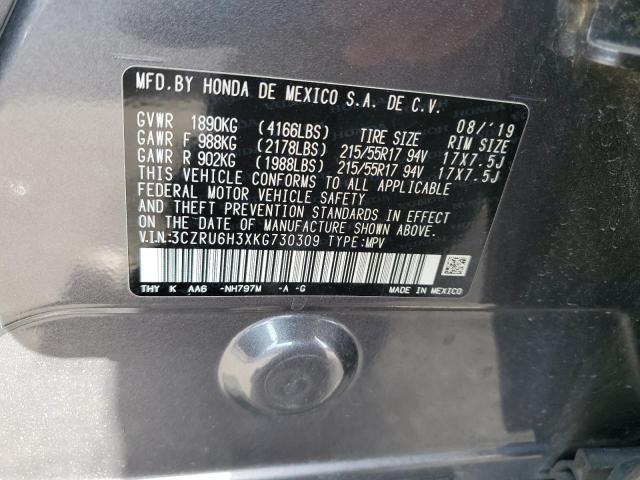 MFD.BY HONDA DE MEXICO S.A. DE C.V.
08/'19
GVWR 1890KG (4166LBS) TIRE SIZE RIM SIZE
GAWR F 988KG (2178LBS) 215/55R17 94V 17X7.5J
GAWR R 902KG (1988LBS) 215/55R17 94V 17X7.5J
THIS VEHICLE CONFORMS TO ALL APPLICABLE
FEDERAL MOTOR VEHICLE SAFETY
AND THEFT PREVENTION STANDARDS IN EFFECT
ON THE DATE OF MANUFACTURE SHOWN ABOVE.
V.I.N:3CZRU6H3XKG730309 TYPE:MPV
THY K AA6 -NH797M -A -G MADE IN MEXICO